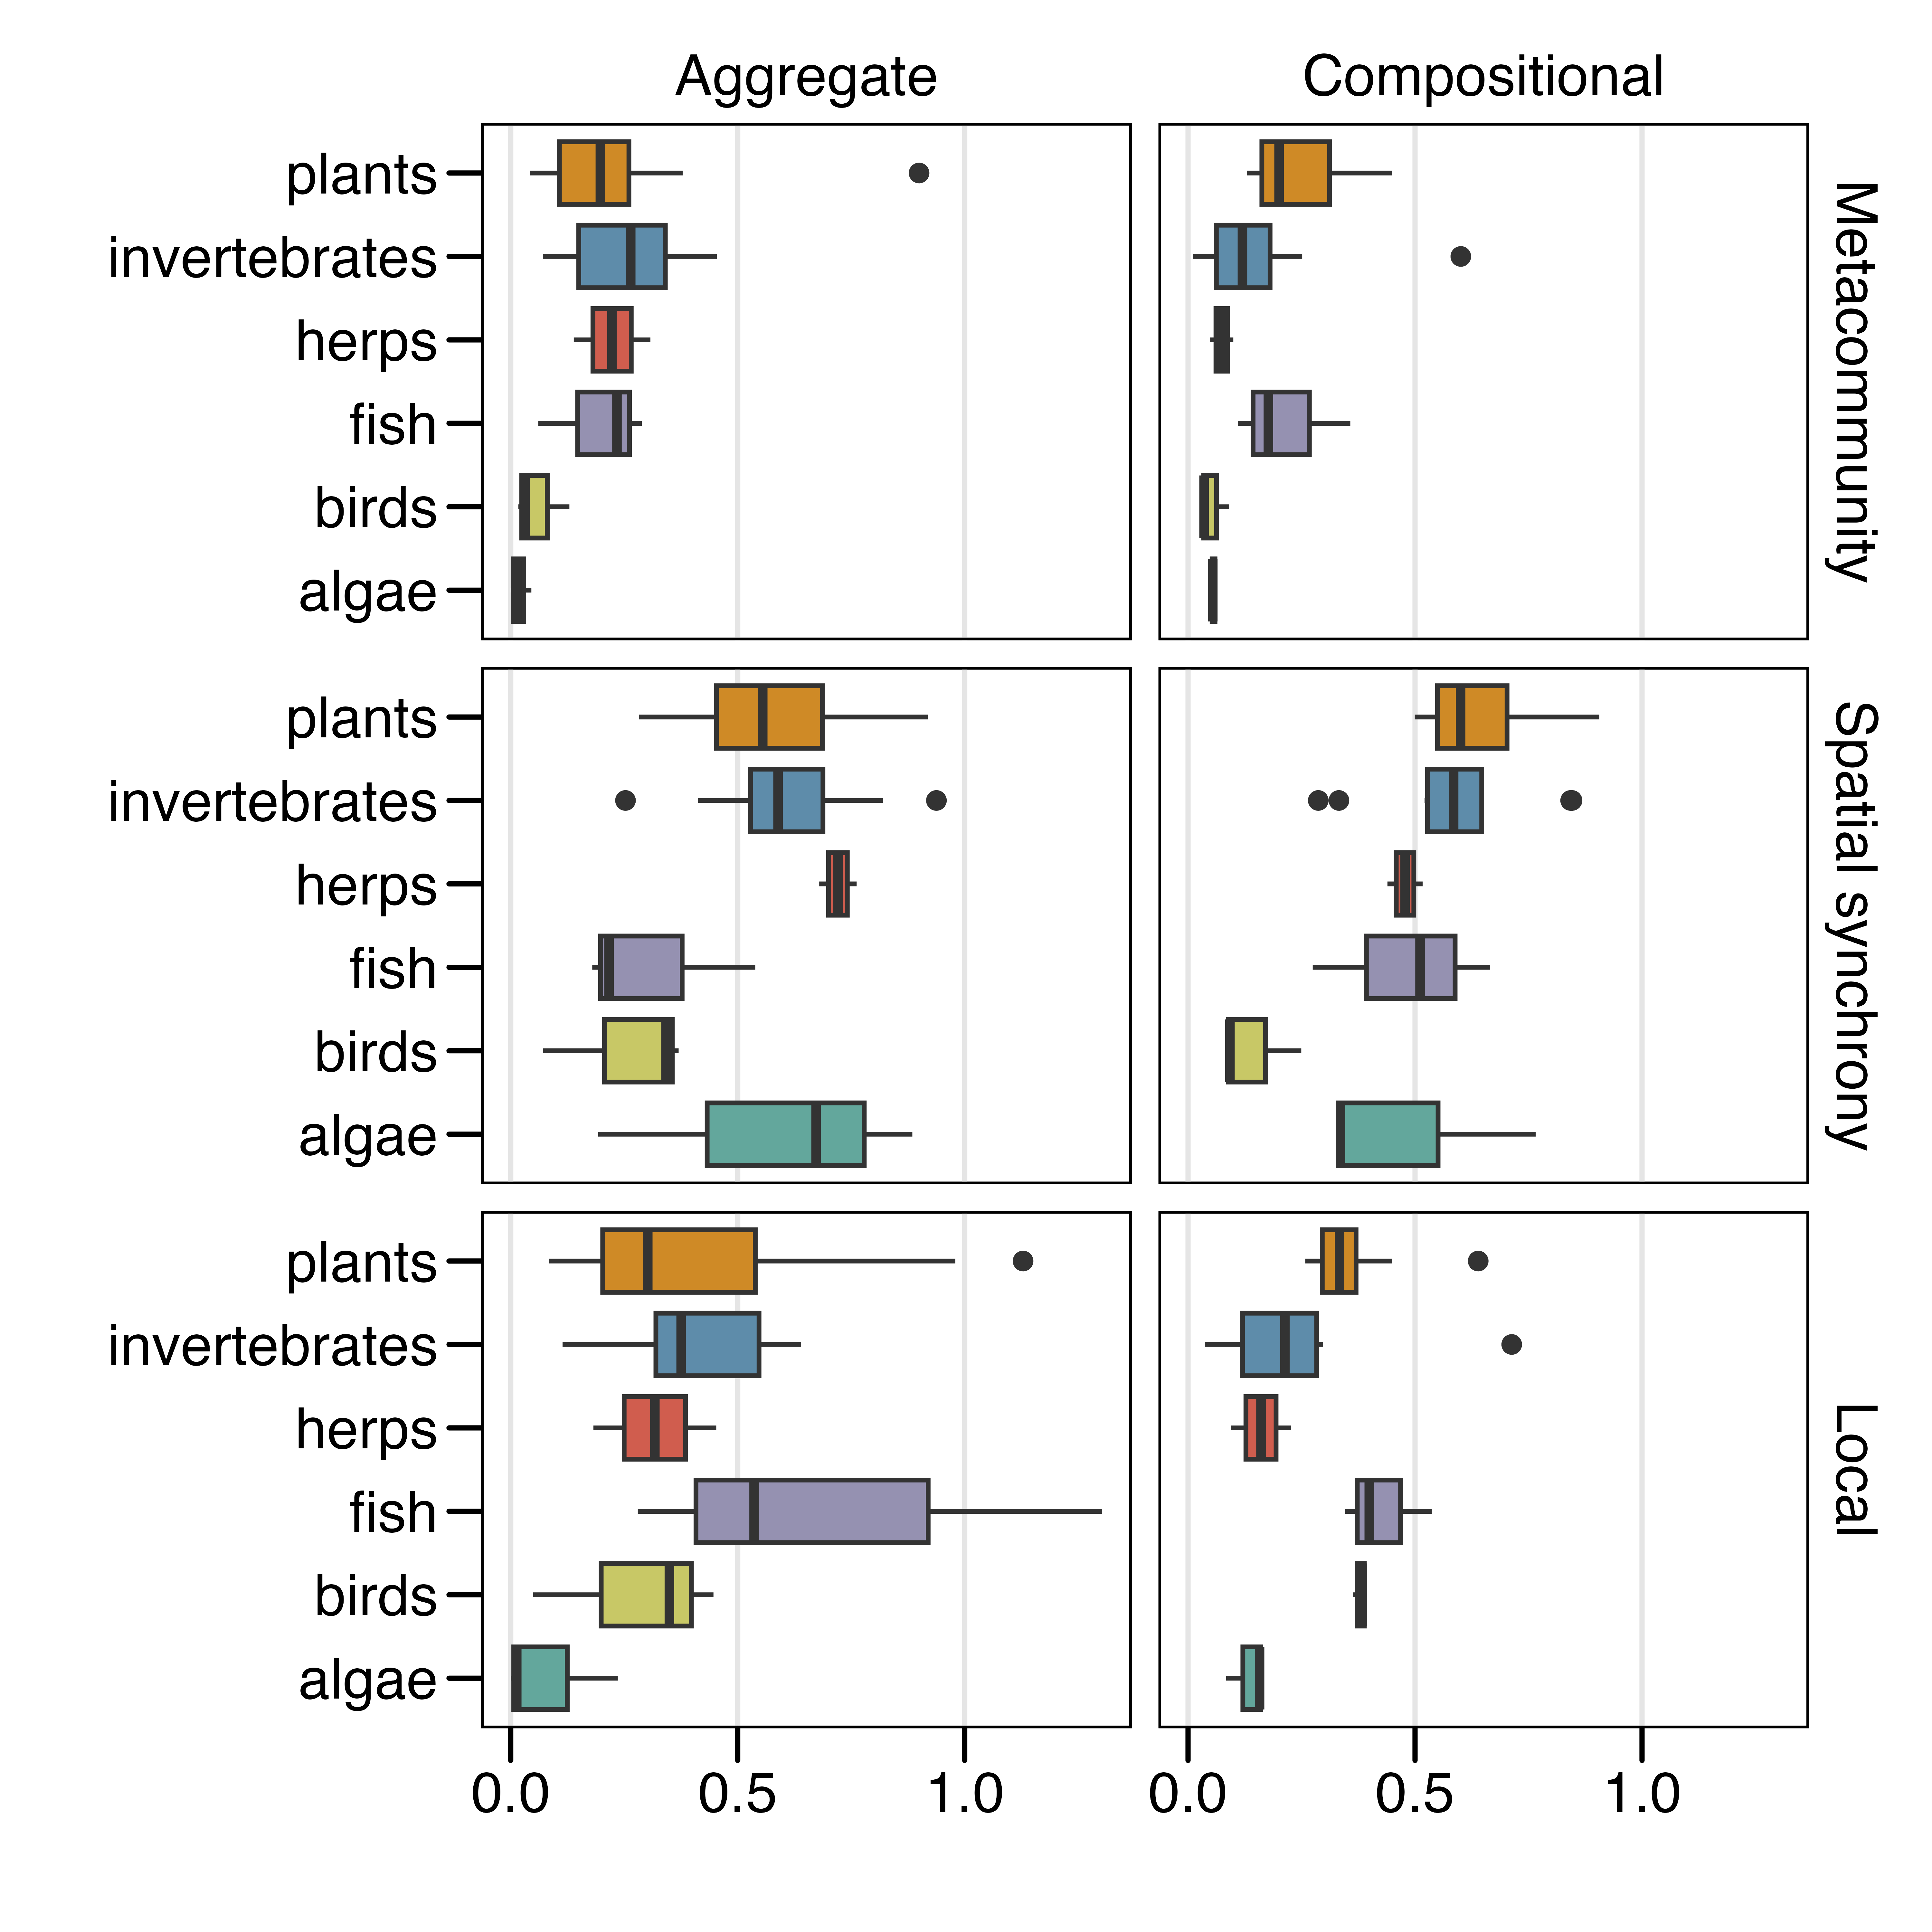 Aggregate
Compositional
plants
invertebrates
herps
fish
birds
algae
Metacommunity
plants
invertebrates
herps
fish
birds
algae
Spatial synchrony
plants
invertebrates
herps
fish
birds
algae
Local
0.0 0.5 1.0
0.0 0.5 1.0